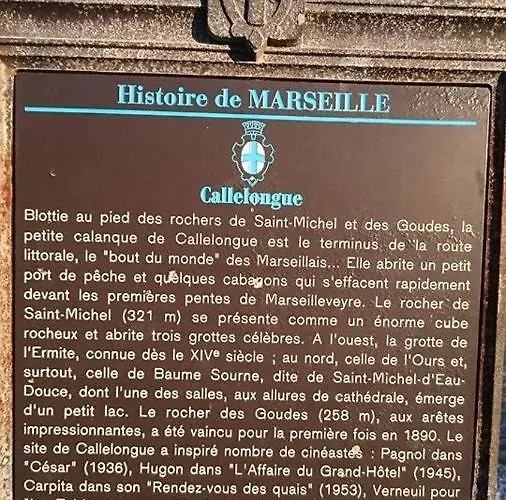 Histoire de MARSEILLE
Callelongue
Blottie au pied des rochers de Saint-Michel et des Goudes, la
petite calanque de Callelongue est le terminus de la route
littorale, le "bout du monde" des Marseillais... Elle abrite un petit
port de pêche et quelques cabanons qui s'effacent rapidement
devant les premières pentes de Marseilleveyre. Le rocher de
Saint-Michel (321 m) se présente comme un énorme cube
rocheux et abrite trois grottes célèbres. A l'ouest, la grotte de
l'Ermite, connue dès le XIVe siècle ; au nord, celle de l'Ours et,
surtout, celle de Baume Sourne, dite de Saint-Michel-d'Eau-
Douce, dont l'une des salles, aux allures de cathédrale, émerge
d'un petit lac. Le rocher des Goudes (258 m), aux arêtes
impressionnantes, a été vaincu pour la première fois en 1890. Le
site de Callelongue a inspiré nombre de cinéastes : Pagnol dans
"César" (1936), Hugon dans "L'Affaire du Grand-Hôtel" (1945),
Carpita dans son "Rendez-vous des quais" (1953), Verneuil pour